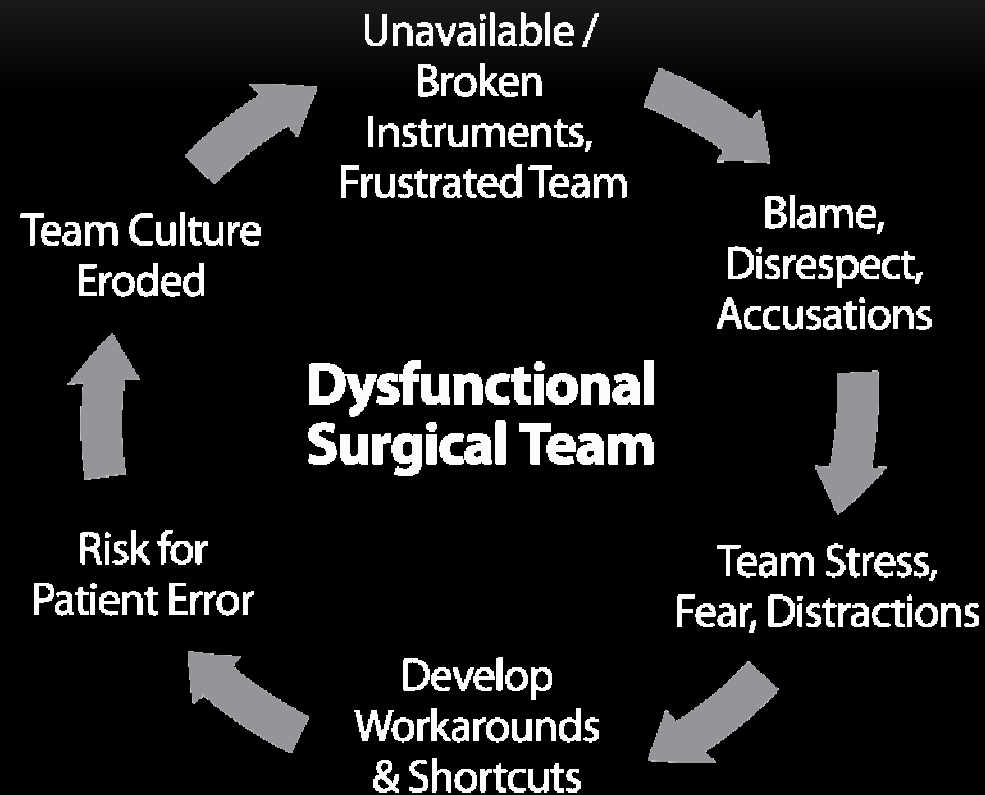 Unavailable /
Broken
Instruments,
Frustrated Team
Blame,
Disrespect,
Accusations
Team Stress,
Fear, Distractions
Develop
Workarounds
& Shortcuts
Risk for
Patient Error
Team Culture
Eroded
Dysfunctional
Surgical Team